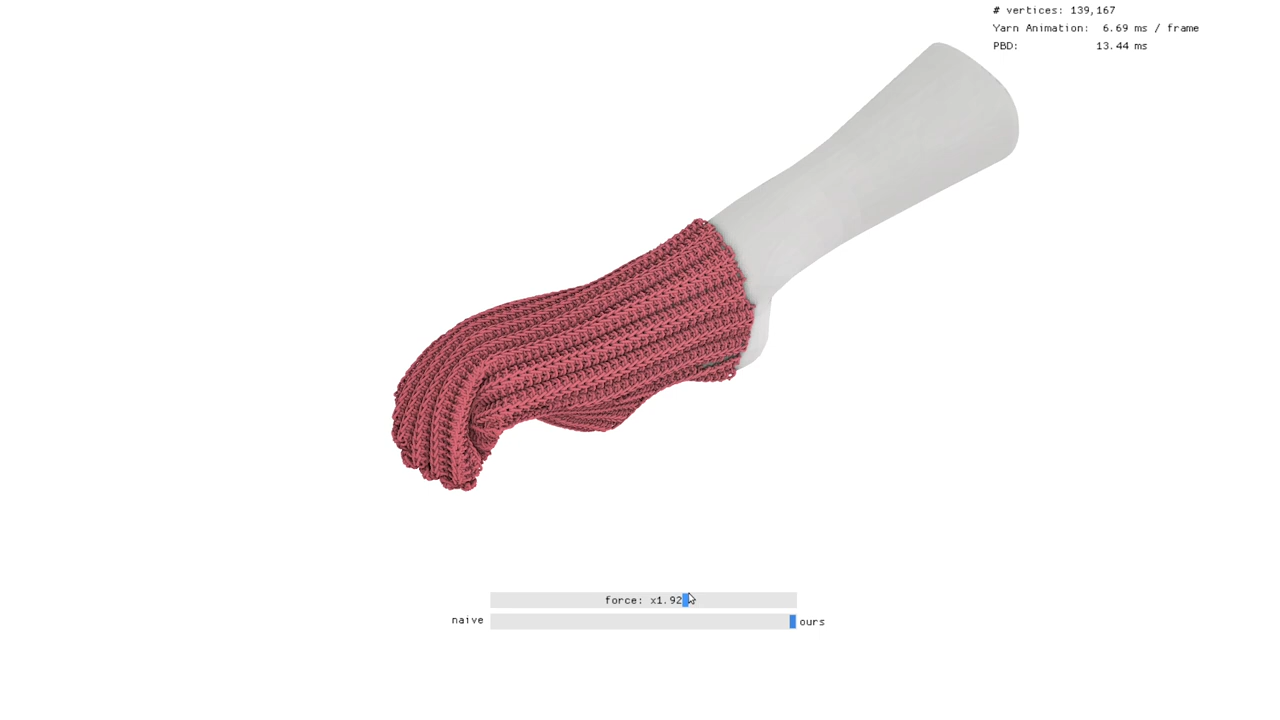 # vertices: 139,167
Yarn Animation: 6.69 ms / frame
PBD: 13.44 ms
force: x1.92
naive
ours